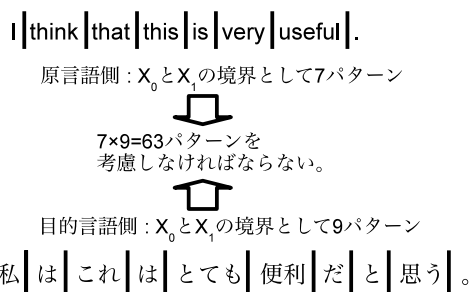 I think that this is very useful .
原言語側 : X₀とX₁の境界として7パターン
7×9=63パターンを
考慮しなければならない。
目的言語側 : X₀とX₁の境界として9パターン
私 は これ は とても 便利 だ と 思う 。